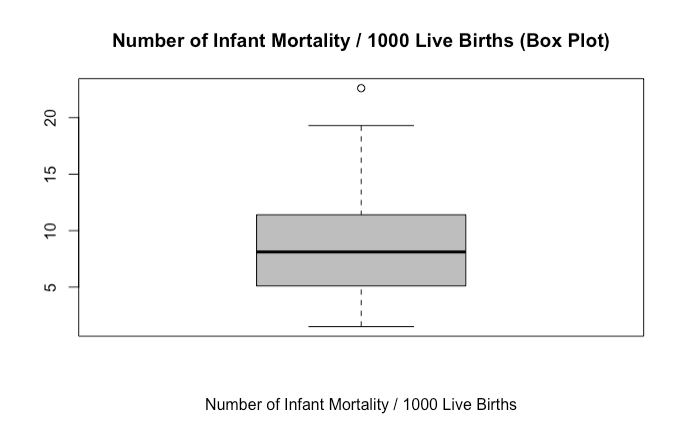 Number of Infant Mortality / 1000 Live Births (Box Plot)
20
15
10
5
Number of Infant Mortality / 1000 Live Births